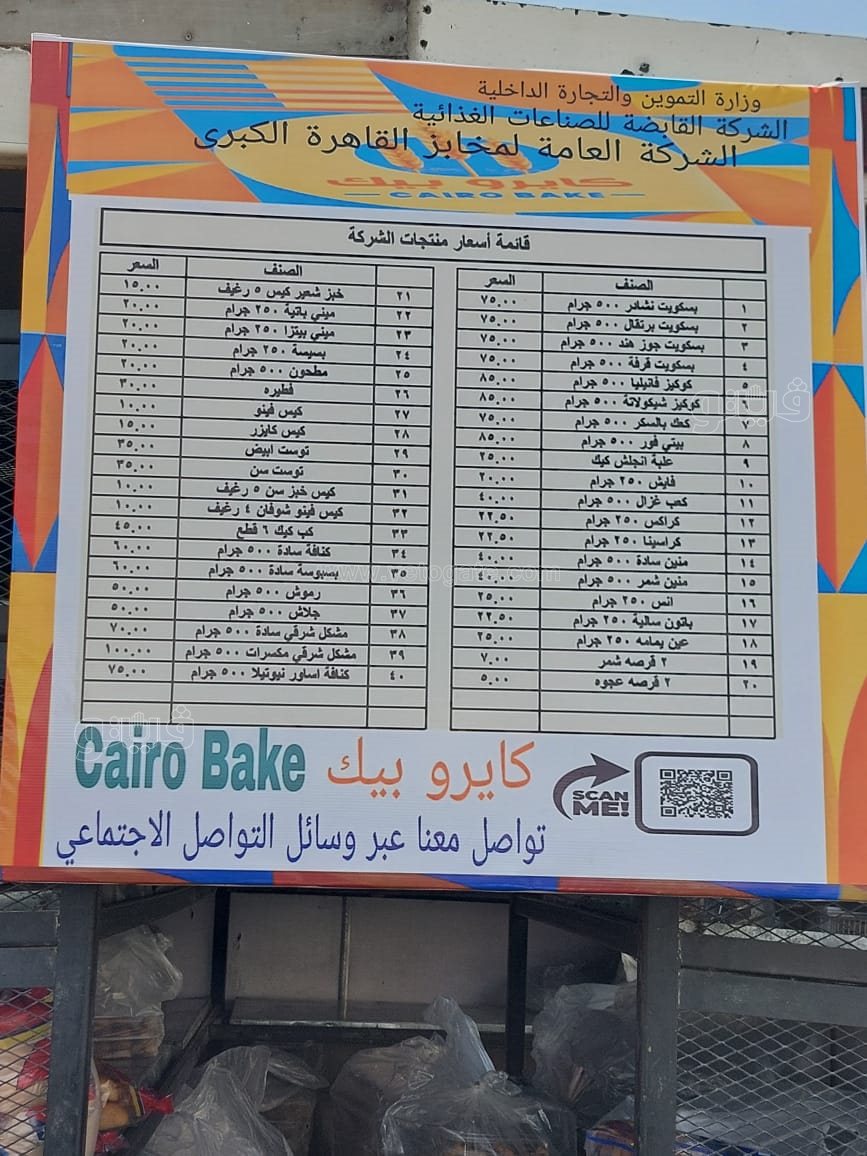 وزارة التموين والتجارة الداخلية
الشركة القابضة للصناعات الغذائية
الشركة العامة لمخابز القاهرة الكبرى
كايرو بيك
CAIRO BAKE
قائمة أسعار منتجات الشركة
الصنف السعر
١ بسكويت نشادر ٥٠٠ جرام ٧٥.٠٠
٢ بسكويت برتقال ٥٠٠ جرام ٧٥.٠٠
٣ بسكويت جوز هند ٥٠٠ جرام ٧٥.٠٠
٤ بسكويت قرفة ٥٠٠ جرام ٧٥.٠٠
٥ كوكيز فانيليا ٥٠٠ جرام ٨٥.٠٠
٦ كوكيز شيكولاتة ٥٠٠ جرام ٨٥.٠٠
٧ كعك بالسكر ٥٠٠ جرام ٧٥.٠٠
٨ بيتي فور ٥٠٠ جرام ٨٥.٠٠
٩ علبة انجلش كيك ٢٥.٠٠
١٠ فايش ٢٥٠ جرام ٢٠.٠٠
١١ كعب غزال ٥٠٠ جرام ٤٠.٠٠
١٢ كراكس ٢٥٠ جرام ٢٢.٥٠
١٣ كراسينا ٢٥٠ جرام ٢٢.٥٠
١٤ منين سادة ٥٠٠ جرام ٤٠.٠٠
١٥ منين شمر ٥٠٠ جرام ٤٠.٠٠
١٦ انس ٢٥٠ جرام ٢٥.٠٠
١٧ باتون سالية ٢٥٠ جرام ٢٢.٥٠
١٨ عين يمامه ٢٥٠ جرام ٢٥.٠٠
١٩ ٢ قرصه شمر ٧.٠٠
٢٠ ٢ قرصه عجوه ٥.٠٠
الصنف السعر
٢١ خبز شعير كيس ٥ رغيف ١٥.٠٠
٢٢ ميني باتية ٢٥٠ جرام ٢٠.٠٠
٢٣ ميني بيتزا ٢٥٠ جرام ٢٠.٠٠
٢٤ بسيسة ٢٥٠ جرام ٢٠.٠٠
٢٥ مطحون ٥٠٠ جرام ٢٠.٠٠
٢٦ فطيره ٣٠.٠٠
٢٧ كيس فينو ١٠.٠٠
٢٨ كيس كايزر ١٥.٠٠
٢٩ توست ابيض ٣٥.٠٠
٣٠ توست سن ٣٥.٠٠
٣١ كيس خبز سن ٥ رغيف ١٠.٠٠
٣٢ كيس فينو شوفان ٤ رغيف ١٠.٠٠
٣٣ كب كيك ٦ قطع ٤٥.٠٠
٣٤ كنافة سادة ٥٠٠ جرام ٦٠.٠٠
٣٥ بصبوسة سادة ٥٠٠ جرام ٦٠.٠٠
٣٦ رموش ٥٠٠ جرام ٥٠.٠٠
٣٧ جلاش ٥٠٠ جرام ٥٠.٠٠
٣٨ مشكل شرقي سادة ٥٠٠ جرام ٧٠.٠٠
٣٩ مشكل شرقي مكسرات ٥٠٠ جرام ١٠٠.٠٠
٤٠ كنافة اساور نيوتيلا ٥٠٠ جرام ٧٥.٠٠
ڤيتو
www.vetogate.com
ڤيتو
كايرو بيك Cairo Bake
SCAN
ME!
تواصل معنا عبر وسائل التواصل الاجتماعي